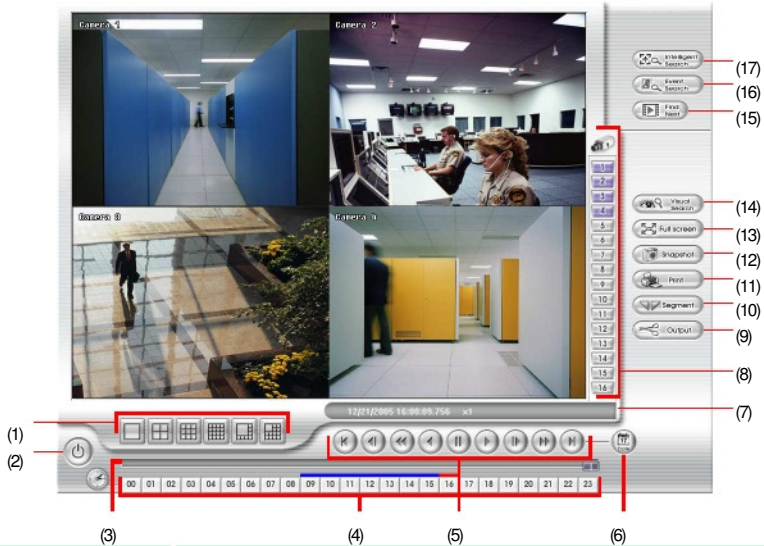 Camera 1
Camera 2
Camera 3
Camera 4
Intelligent
Search
(17)
Event
Search
(16)
Find
Next
(15)
1
2
3
4
5
6
7
8
9
10
11
12
13
14
15
16
Visual
Search
(14)
Full screen
(13)
Snapshot
(12)
Print
(11)
Segment
(10)
Output
(9)
(8)
12/21/2005 16:00:09.756 x1
(7)
(1)
(2)
00 01 02 03 04 05 06 07 08 09 10 11 12 13 14 15 16 17 18 19 20 21 22 23
(3) (4) (5) (6)